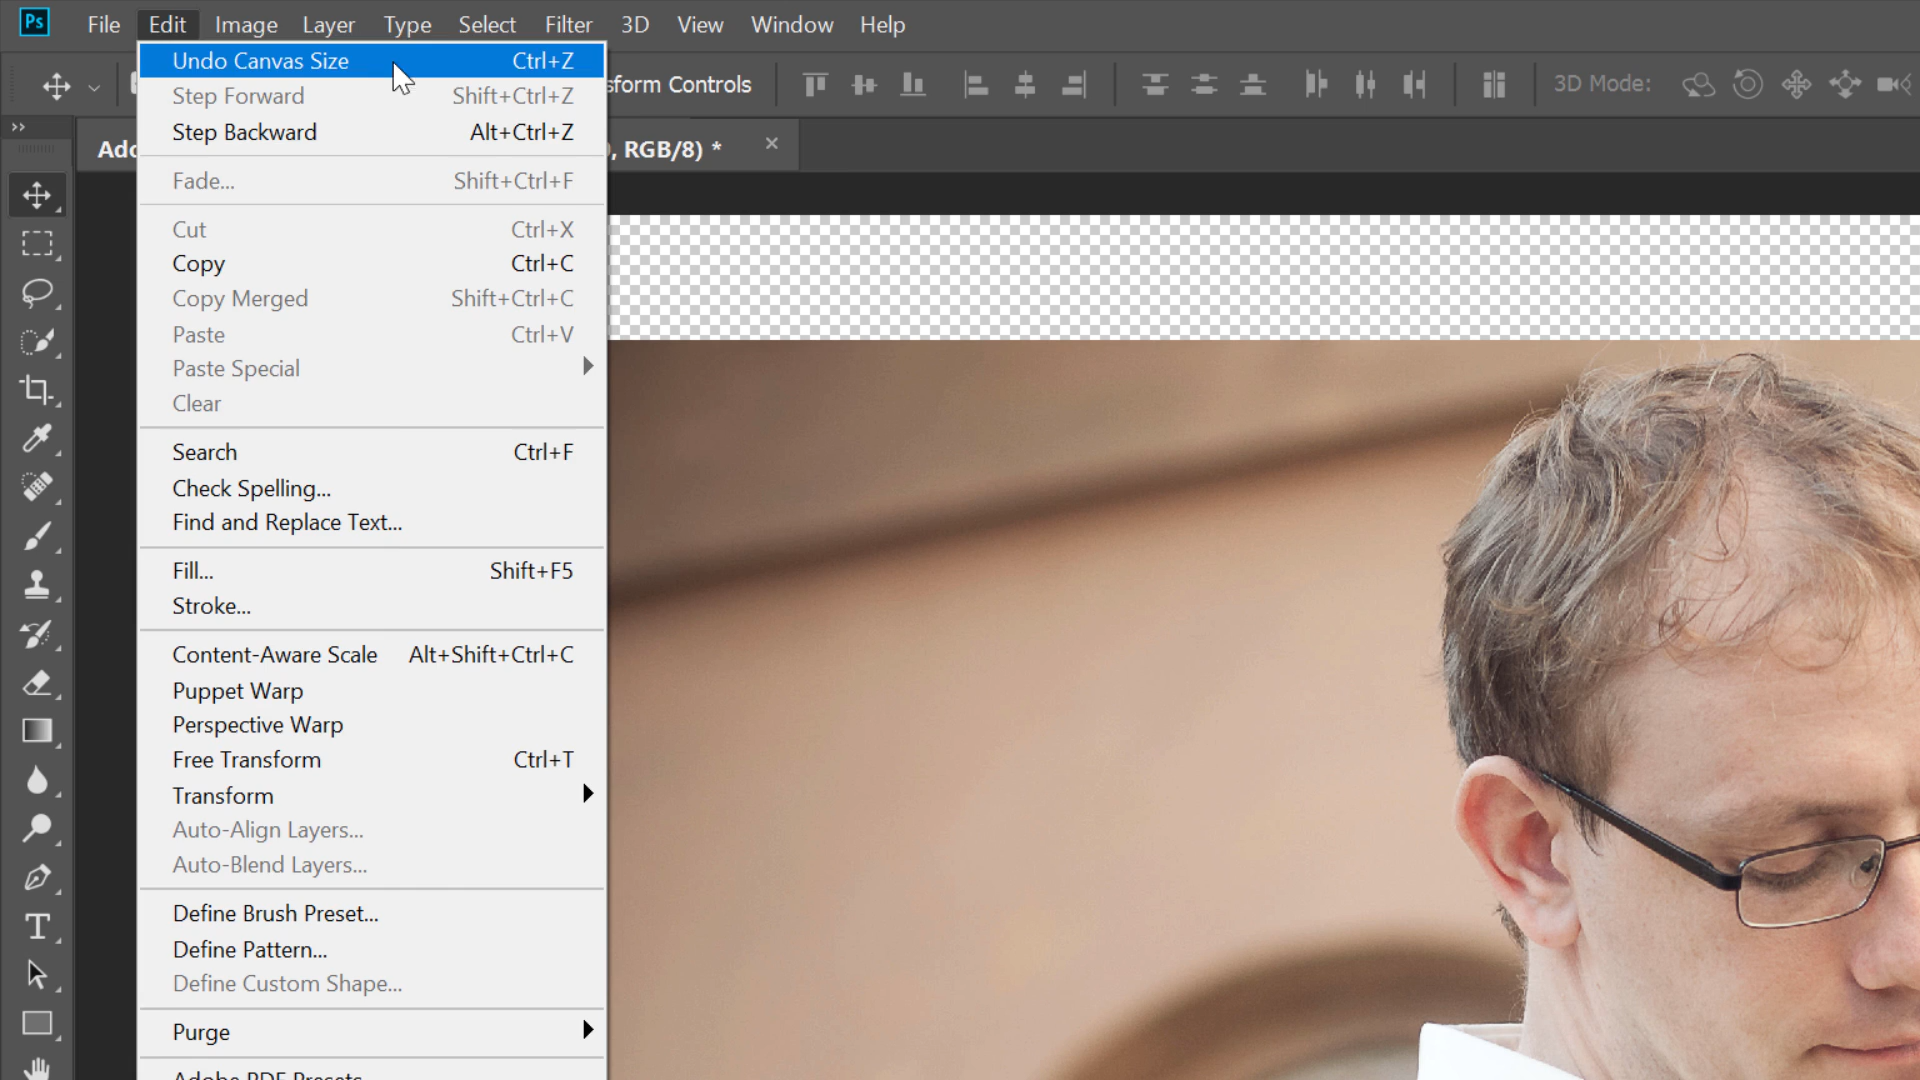 Ps File Edit Image Layer Type Select Filter 3D View Window Help
sform Controls 3D Mode:
Ado , RGB/8) * ×
Undo Canvas Size Ctrl+Z
Step Forward Shift+Ctrl+Z
Step Backward Alt+Ctrl+Z
Fade... Shift+Ctrl+F
Cut Ctrl+X
Copy Ctrl+C
Copy Merged Shift+Ctrl+C
Paste Ctrl+V
Paste Special
Clear
Search Ctrl+F
Check Spelling...
Find and Replace Text...
Fill... Shift+F5
Stroke...
Content-Aware Scale Alt+Shift+Ctrl+C
Puppet Warp
Perspective Warp
Free Transform Ctrl+T
Transform
Auto-Align Layers...
Auto-Blend Layers...
Define Brush Preset...
Define Pattern...
Define Custom Shape...
Purge
Adobe PDF Presets